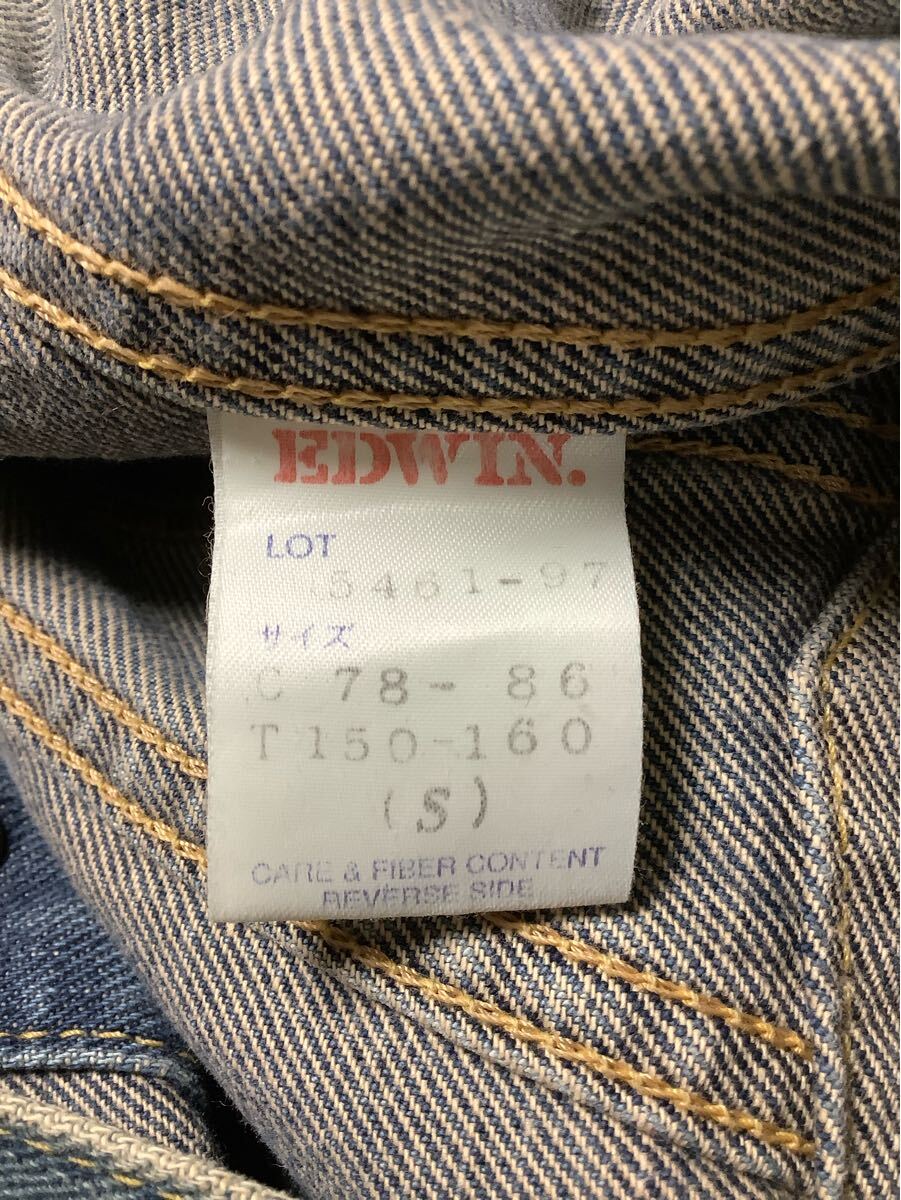 EDWIN.
LOT
5461-97
サイズ
C 78- 86
T150-160
(S)
CARE & FIBER CONTENT
REVERSE SIDE